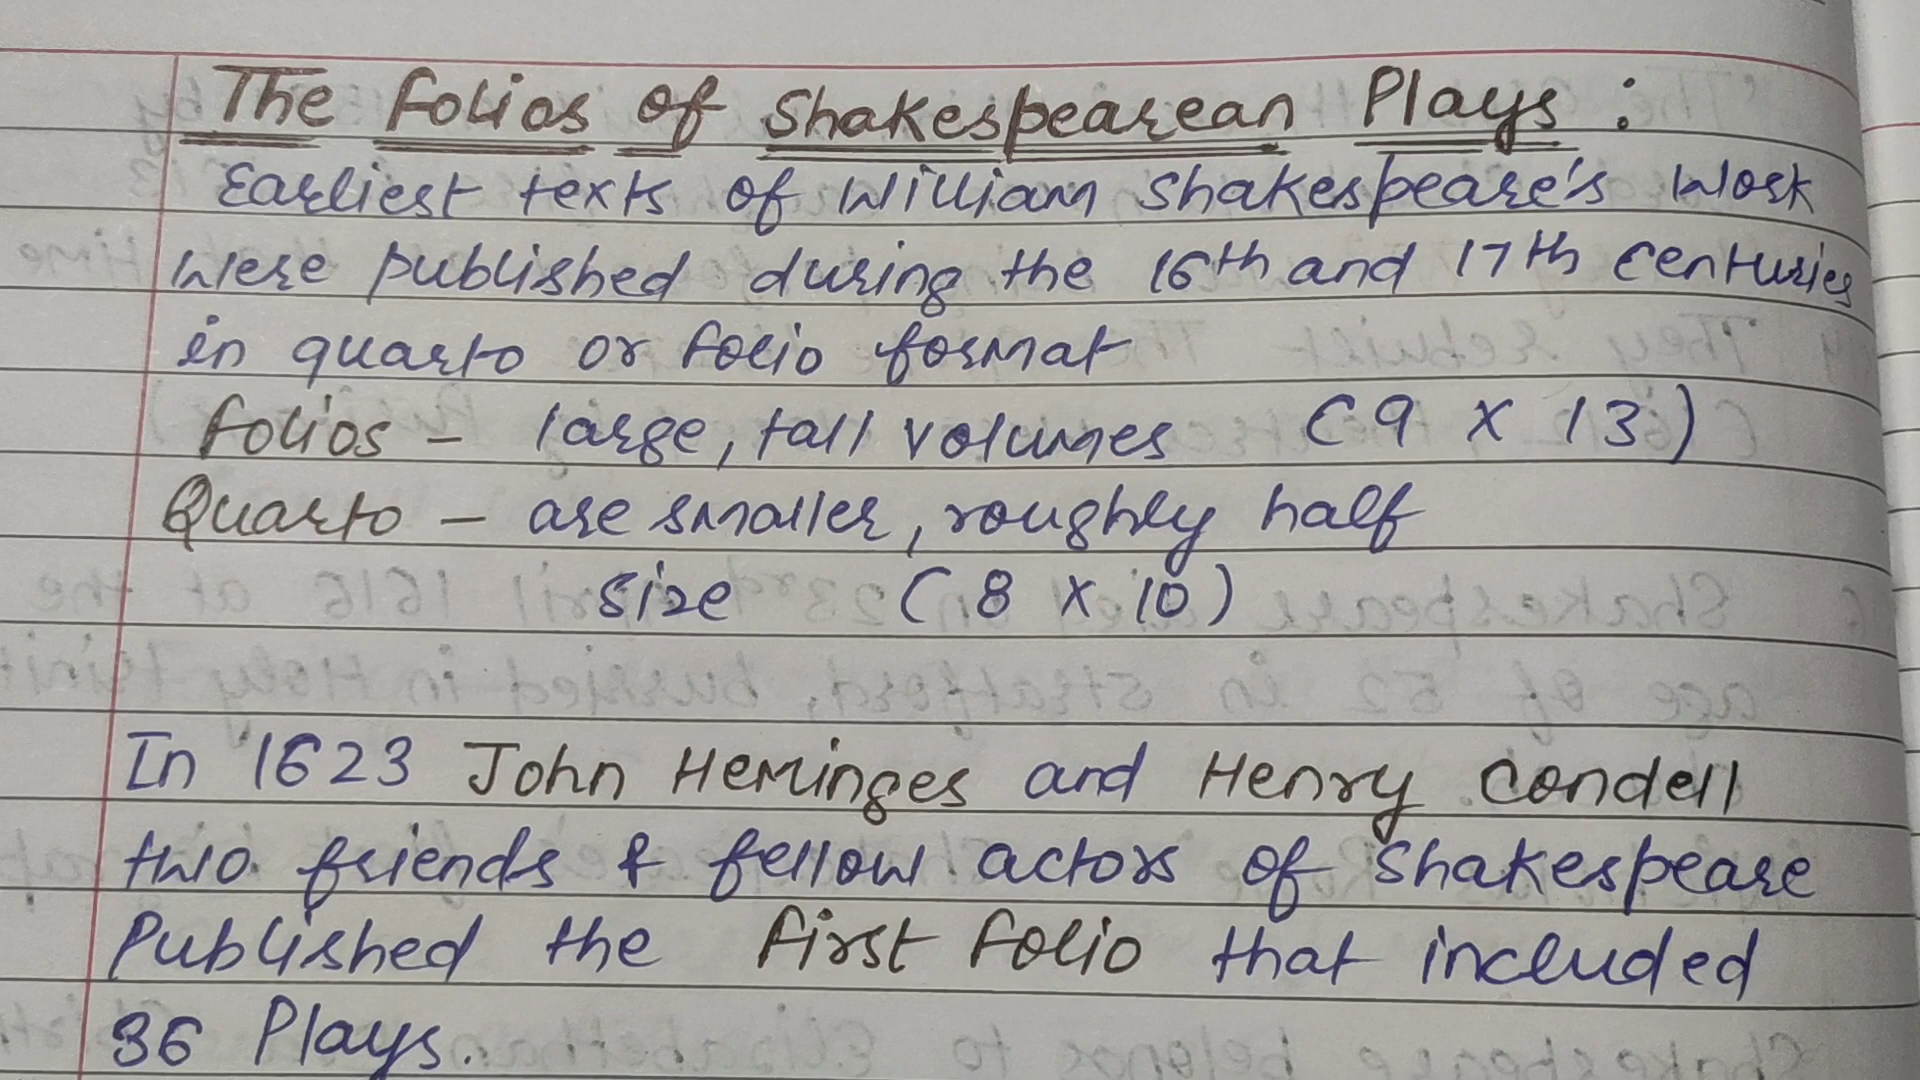 The Folios of Shakespearean Plays :
Earliest texts of William Shakespeare's work
were published during the 16th and 17th centuries
in quarto or folio format
Folios - large, tall volumes (9 x 13)
Quarto - are smaller, roughly half
size (8 x 10)
In 1623 John Heminges and Henry Condell
two friends & fellow actors of Shakespeare
Published the First Folio that included
36 Plays.